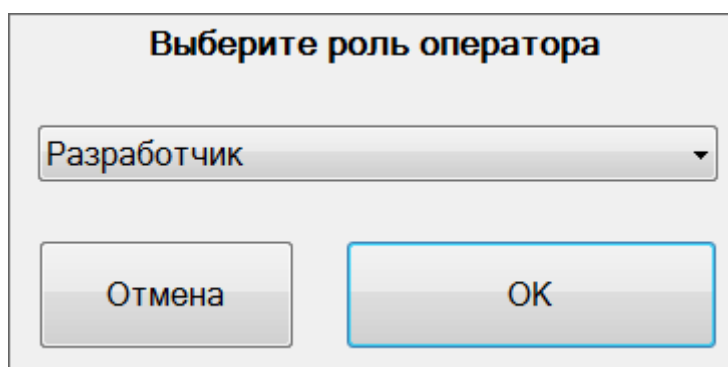 Выберите роль оператора
Разработчик
Отмена
OK